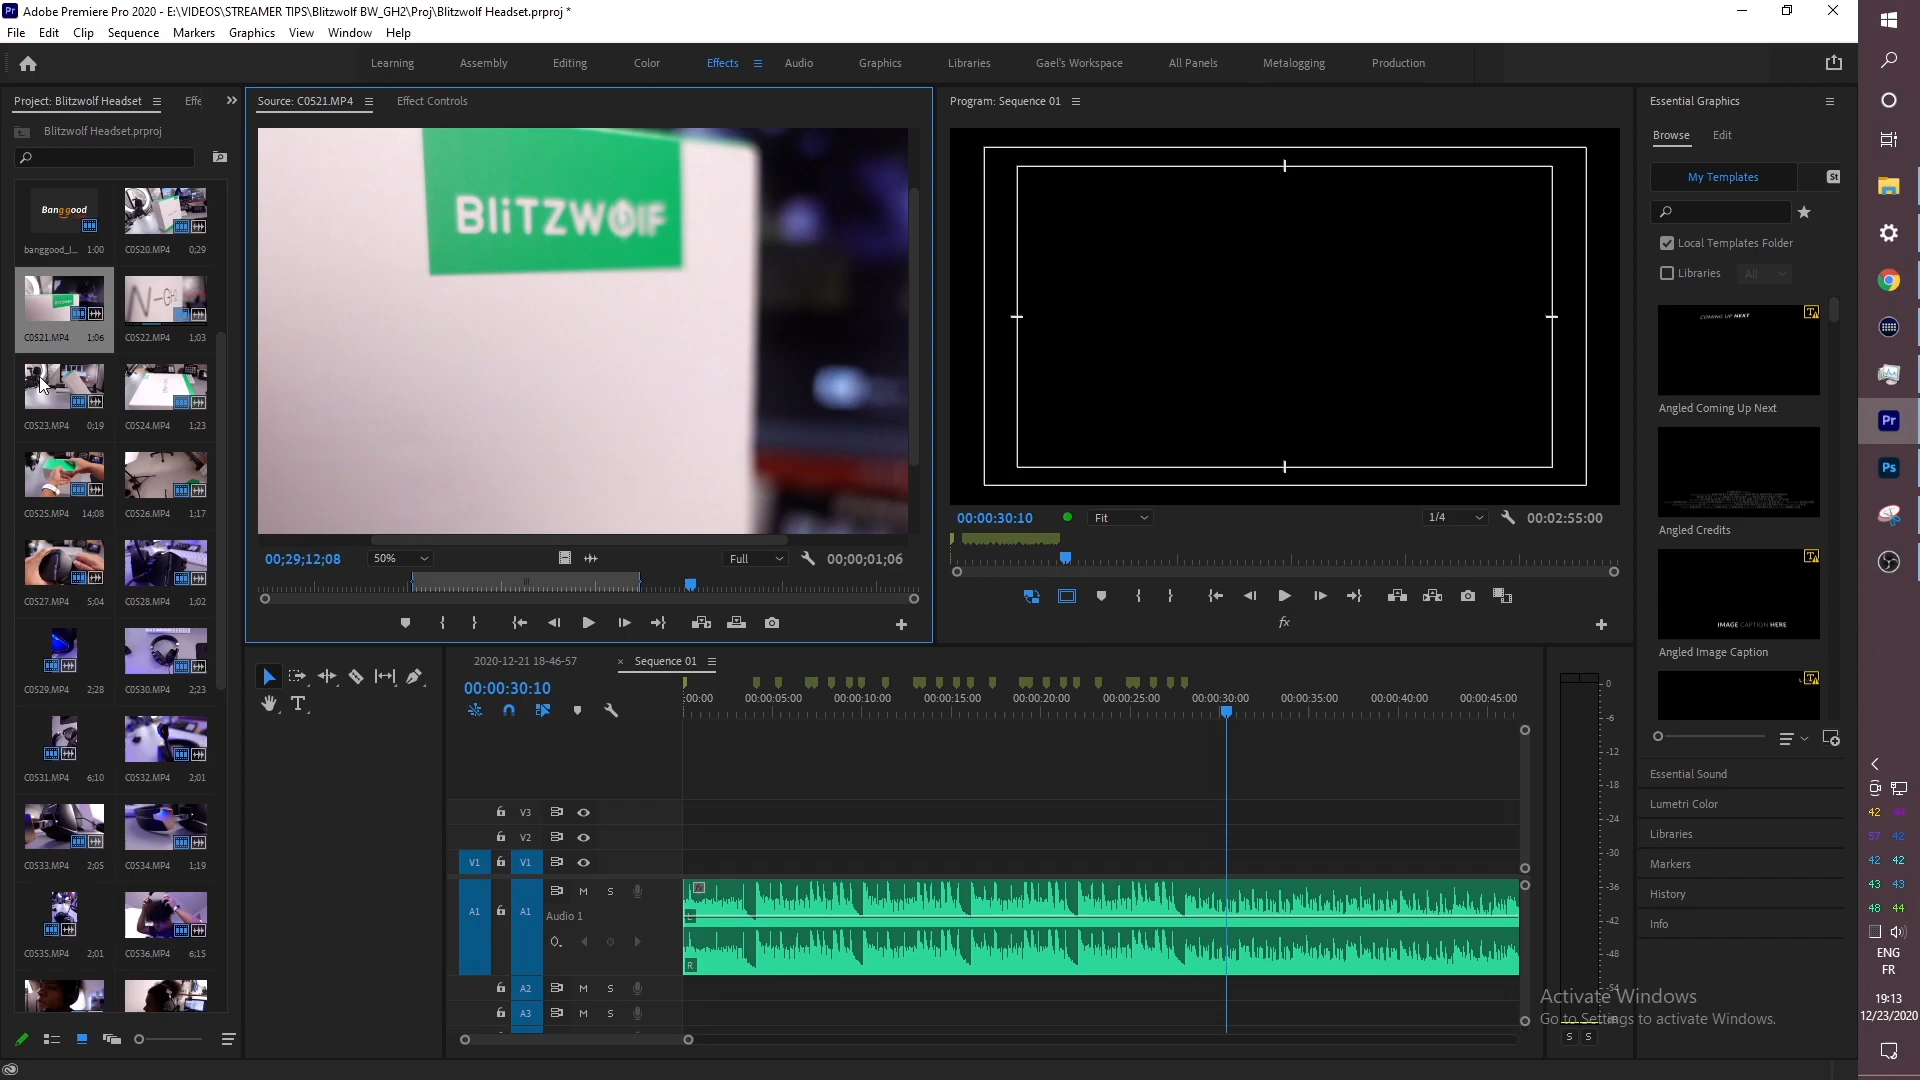 Adobe Premiere Pro 2020 - E:\VIDEOS\STREAMER TIPS\Blitzwolf BW_GH2\Proj\Blitzwolf Headset.prproj *
File Edit Clip Sequence Markers Graphics View Window Help
Learning Assembly Editing Color Effects Audio Graphics Libraries Gael's Workspace All Panels Metalogging Production
Project: Blitzwolf Headset Effe
Blitzwolf Headset.prproj
Banggood
banggood_l... 1:00 C0520.MP4 0;29
C0521.MP4 1;06 C0522.MP4 1;03
C0523.MP4 0;19 C0524.MP4 1;23
C0525.MP4 14;08 C0526.MP4 1;17
C0527.MP4 5;04 C0528.MP4 1;02
C0529.MP4 2;28 C0530.MP4 2;23
C0531.MP4 6;10 C0532.MP4 2;01
C0533.MP4 2;05 C0534.MP4 1;19
C0535.MP4 2;01 C0536.MP4 6;15
Source: C0521.MP4 Effect Controls
BLiTZWOlF
00;29;12;08 50% Full 00;00;01;06
Program: Sequence 01
00:00:30:10 Fit 1/4 00:02:55:00
fx
2020-12-21 18-46-57 × Sequence 01
00:00:30:10
:00:00 00:00:05:00 00:00:10:00 00:00:15:00 00:00:20:00 00:00:25:00 00:00:30:00 00:00:35:00 00:00:40:00 00:00:45:00
V3
V2
V1 V1
A1 A1 M S
Audio 1
L
R
A2 M S
A3 M S
0
-6
-12
-18
-24
-30
-36
-42
-48
-54
dB
S S
Essential Graphics
Browse Edit
My Templates St
Local Templates Folder
Libraries All
COMING UP NEXT
Angled Coming Up Next
Angled Credits
IMAGE CAPTION HERE
Angled Image Caption
Essential Sound
Lumetri Color
Libraries
Markers
History
Info
Activate Windows
Go to Settings to activate Windows.
Pr
Ps
42 44
57 42
42 42
43 43
48 44
ENG
FR
19:13
12/23/2020